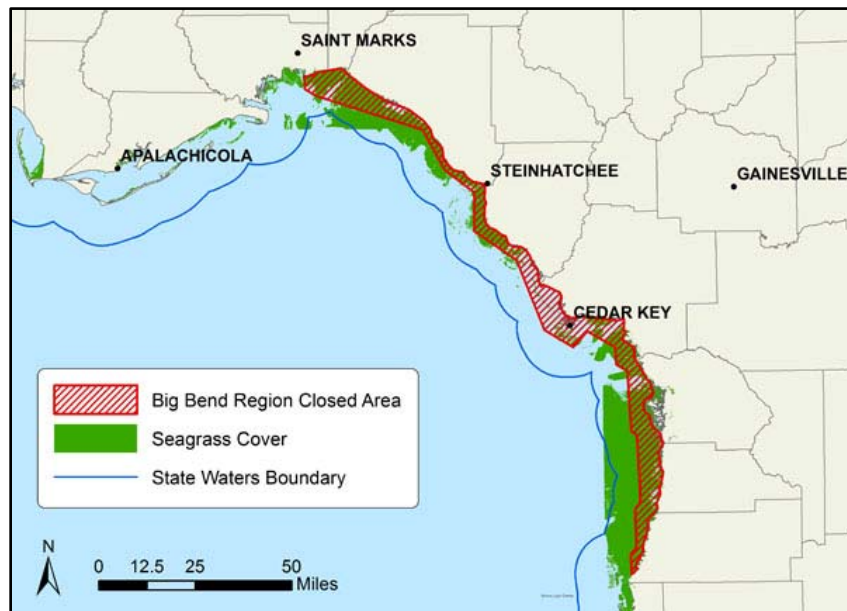 SAINT MARKS
APALACHICOLA
STEINHATCHEE
GAINESVILLE
CEDAR KEY
Big Bend Region Closed Area
Seagrass Cover
State Waters Boundary
N
0 12.5 25 50
Miles